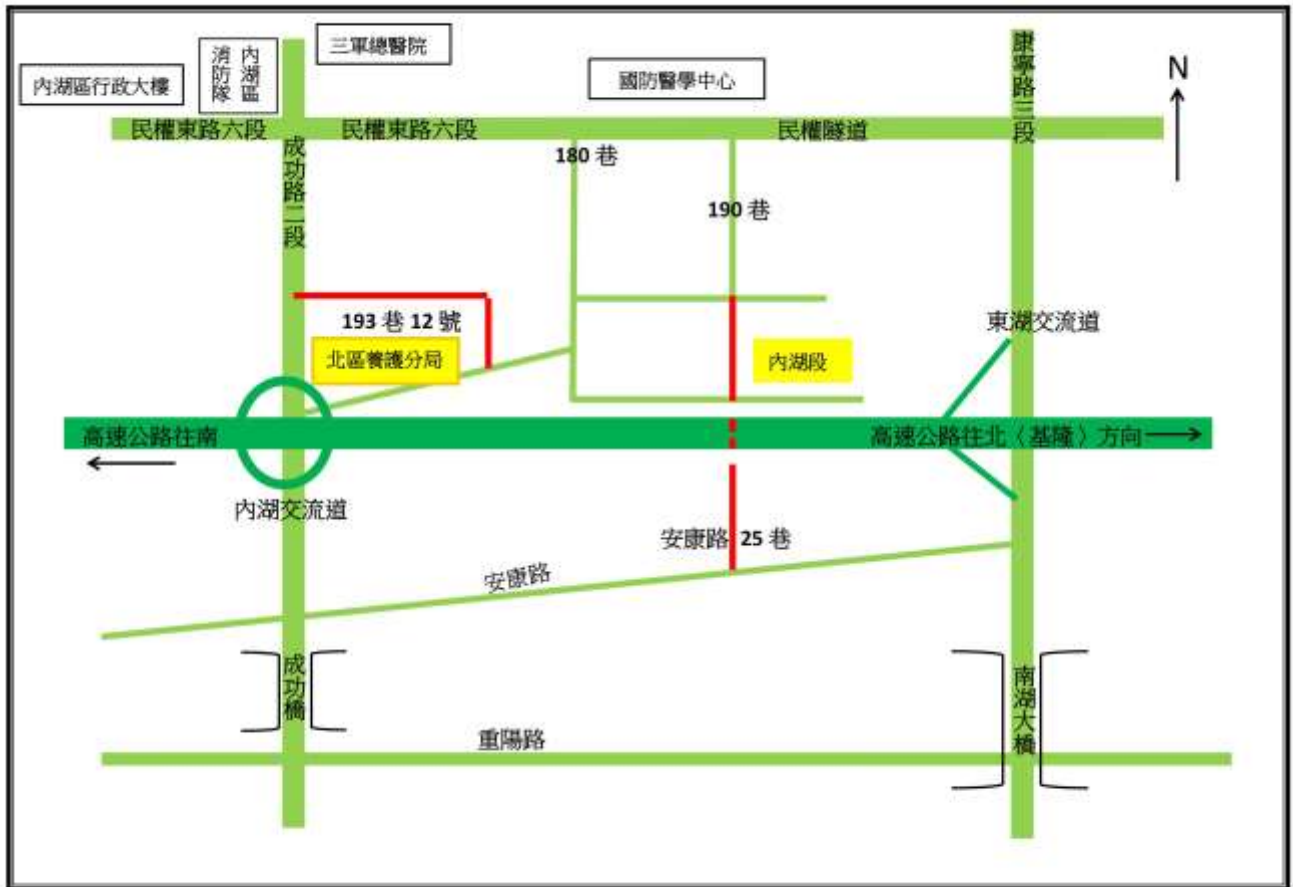 三軍總醫院
內湖區
消防隊
內湖區行政大樓
國防醫學中心
康寧路三段
N
民權東路六段
民權東路六段
民權隧道
180 巷
成功路二段
190 巷
193 巷 12 號
東湖交流道
北區養護分局
內湖段
高速公路往南
高速公路往北〈基隆〉方向
內湖交流道
安康路 25 巷
安康路
成功橋
南湖大橋
重陽路